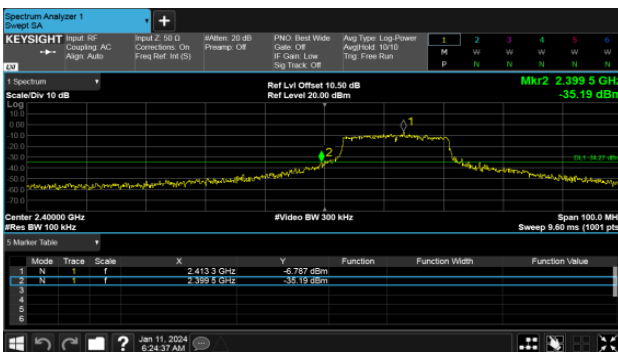 Spectrum Analyzer 1
Swept SA
KEYSIGHT Input: RF Input Z: 50 Ω #Atten: 20 dB PNO: Best Wide Avg Type: Log-Power 1 2 3 4 5 6
Coupling: AC Corrections: On Preamp: Off Gate: Off Avg|Hold: 10/10 M W W W W W
Align: Auto Freq Ref: Int (S) IF Gain: Low Trig: Free Run
Sig Track: Off P N N N N N
LXI
1 Spectrum Ref Lvl Offset 10.50 dB Mkr2 2.399 5 GHz
Scale/Div 10 dB Ref Level 20.00 dBm -35.19 dBm
Log
10.0
0.00
-10.0
-20.0
-30.0
-40.0
-50.0
-60.0
-70.0
1
2
DL1 -34.27 dBm
Center 2.40000 GHz #Video BW 300 kHz Span 100.0 MH
#Res BW 100 kHz Sweep 9.60 ms (1001 pts
5 Marker Table
Mode Trace Scale X Y Function Function Width Function Value
1 N 1 f 2.413 3 GHz -6.787 dBm
2 N 1 f 2.399 5 GHz -35.19 dBm
3
4
5
6
? Jan 11, 2024
6:24:37 AM